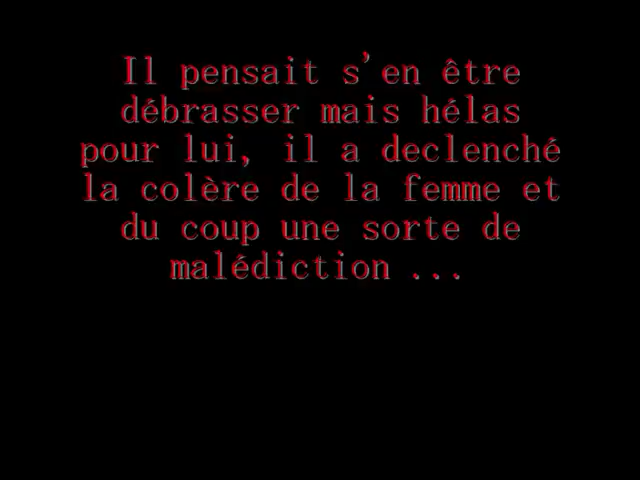 Il pensait s'en être
débrasser mais hélas
pour lui, il a declenché
la colère de la femme et
du coup une sorte de
malédiction ...